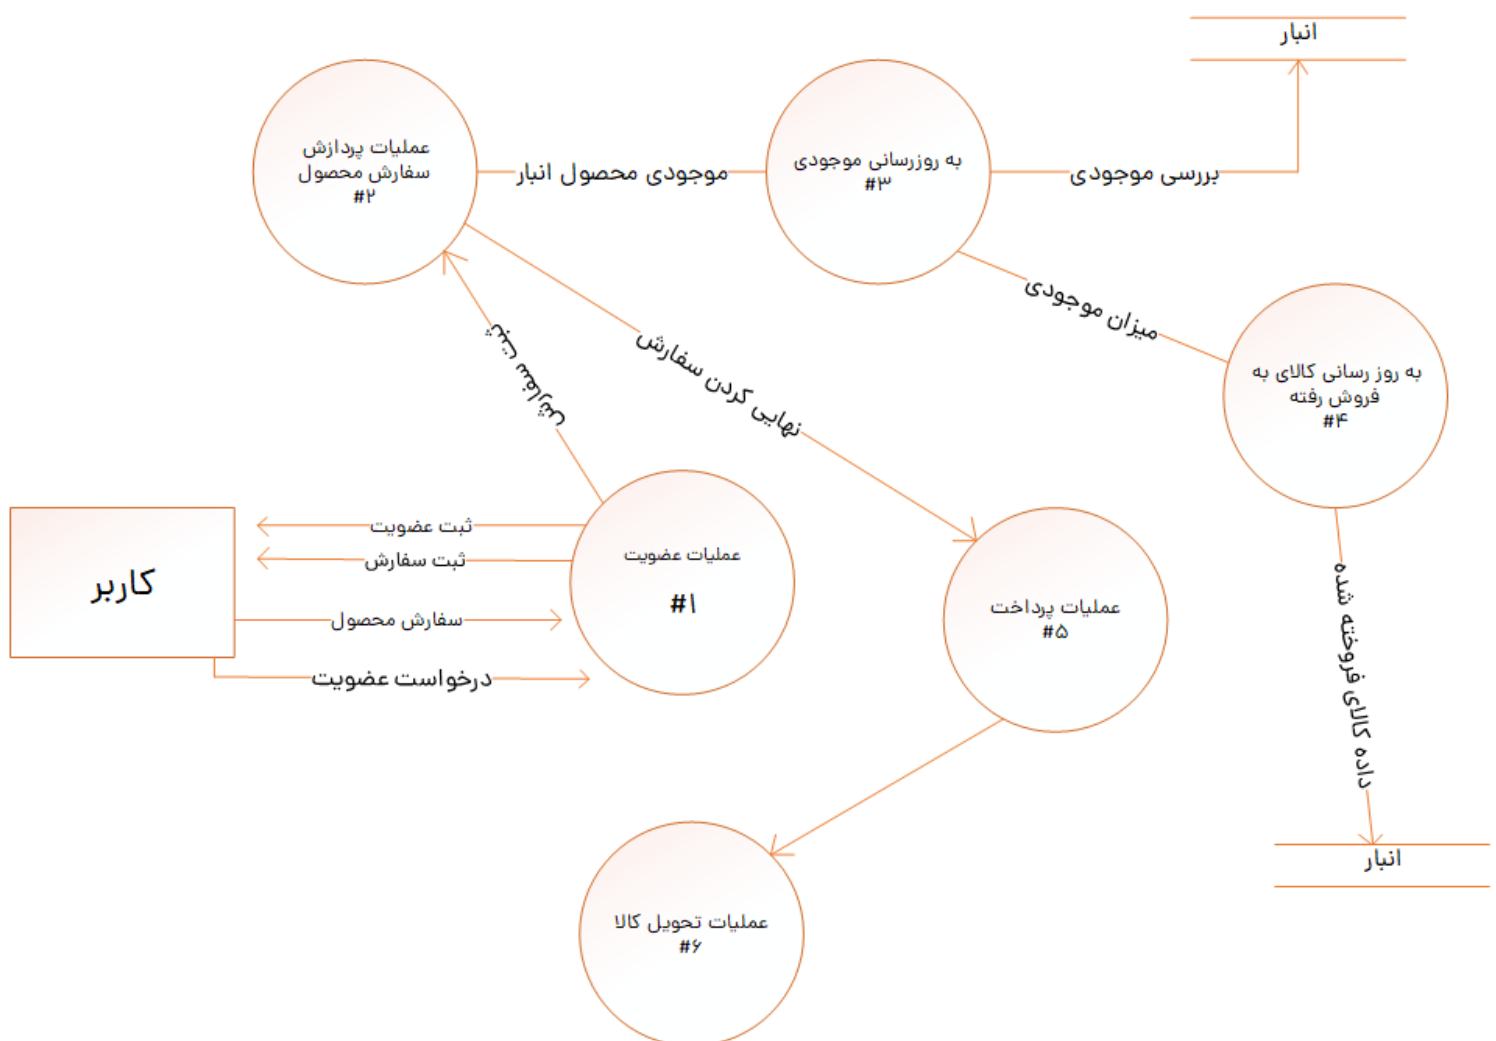 انبار
عملیات پردازش
سفارش محصول
#۲
موجودی محصول انبار
به روزرسانی موجودی
#۳
بررسی موجودی
میزان موجودی
به روز رسانی کالای به
فروش رفته
#۴
ثبت سفارش
نهایی کردن سفارش
کاربر
ثبت عضویت
ثبت سفارش
سفارش محصول
درخواست عضویت
عملیات عضویت
#۱
عملیات پرداخت
#۵
داده کالای فروخته شده
انبار
عملیات تحویل کالا
#۶